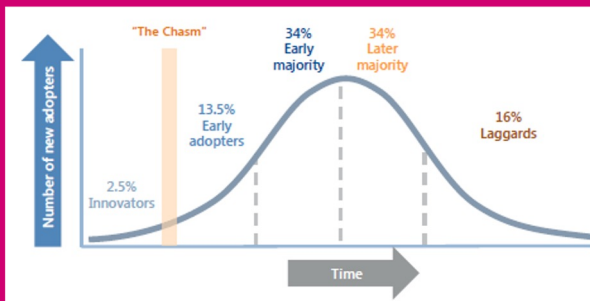 "The Chasm"
34%
Early
majority
34%
Later
majority
13.5%
Early
adopters
16%
Laggards
2.5%
Innovators
Number of new adopters
Time